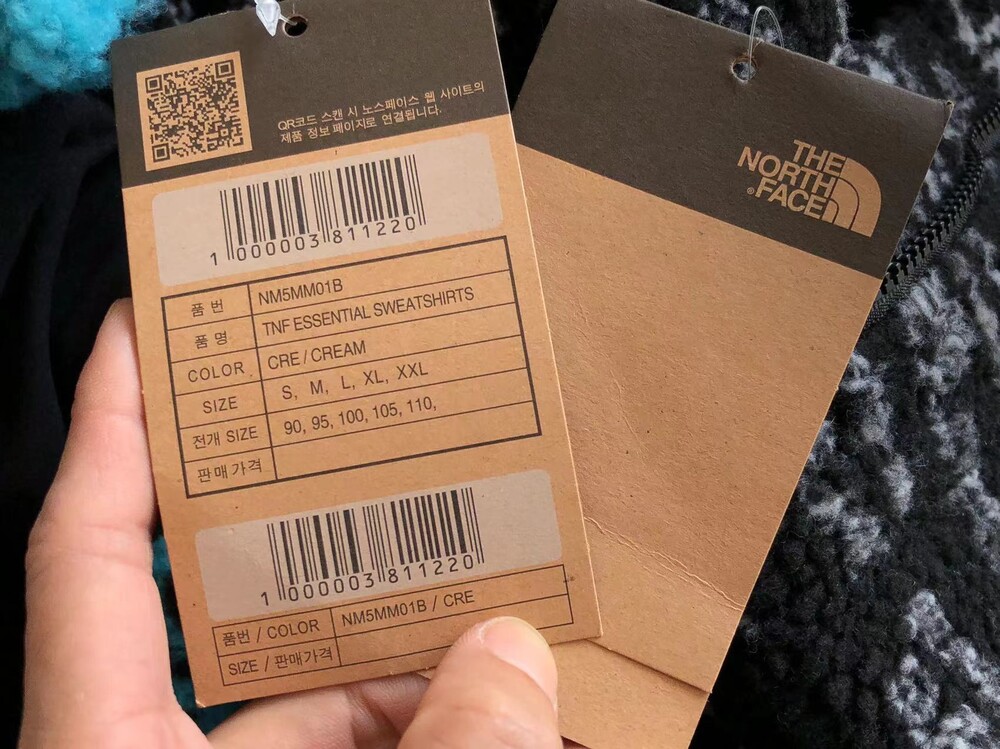 QR코드 스캔 시 노스페이스 웹 사이트의
제품 정보 페이지로 연결됩니다.
1 000003 811220
품 번 NM5MM01B
품 명 TNF ESSENTIAL SWEATSHIRTS
COLOR CRE / CREAM
SIZE S, M, L, XL, XXL
전개 SIZE 90, 95, 100, 105, 110,
판매가격
1 000003 811220
품번 / COLOR NM5MM01B / CRE
SIZE / 판매가격
THE
NORTH
FACE
®